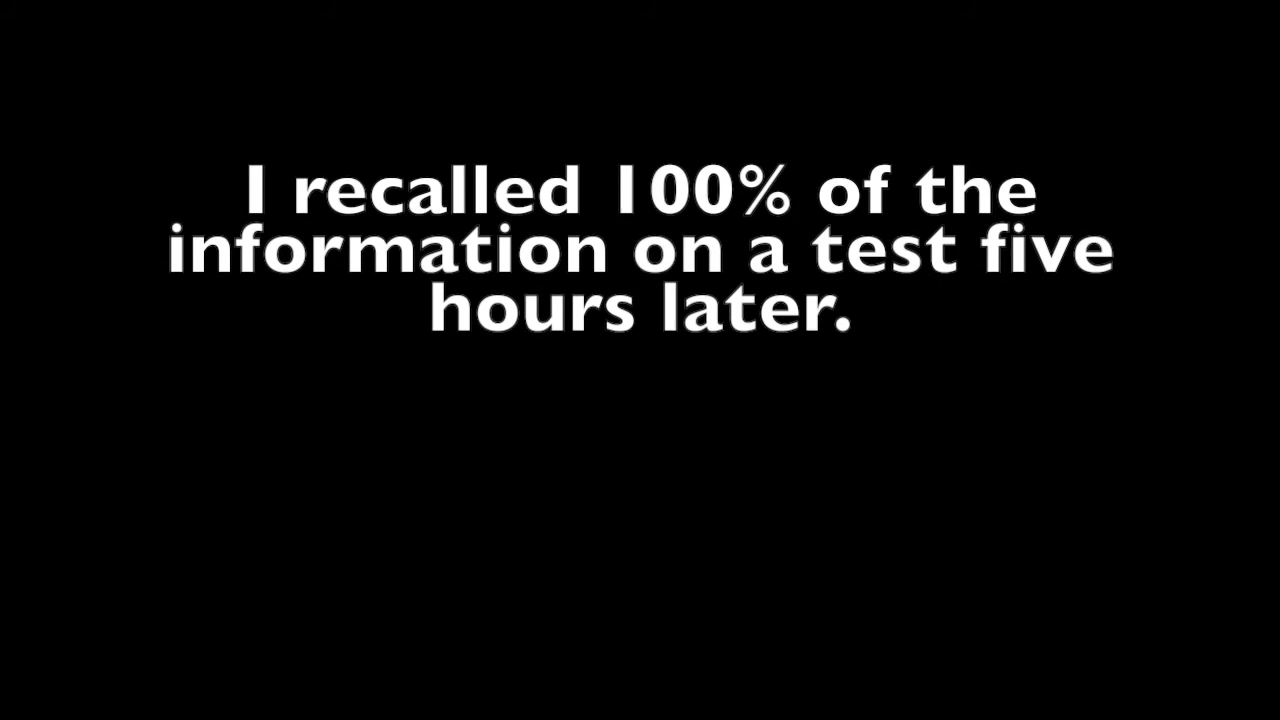 I recalled 100% of the
information on a test five
hours later.